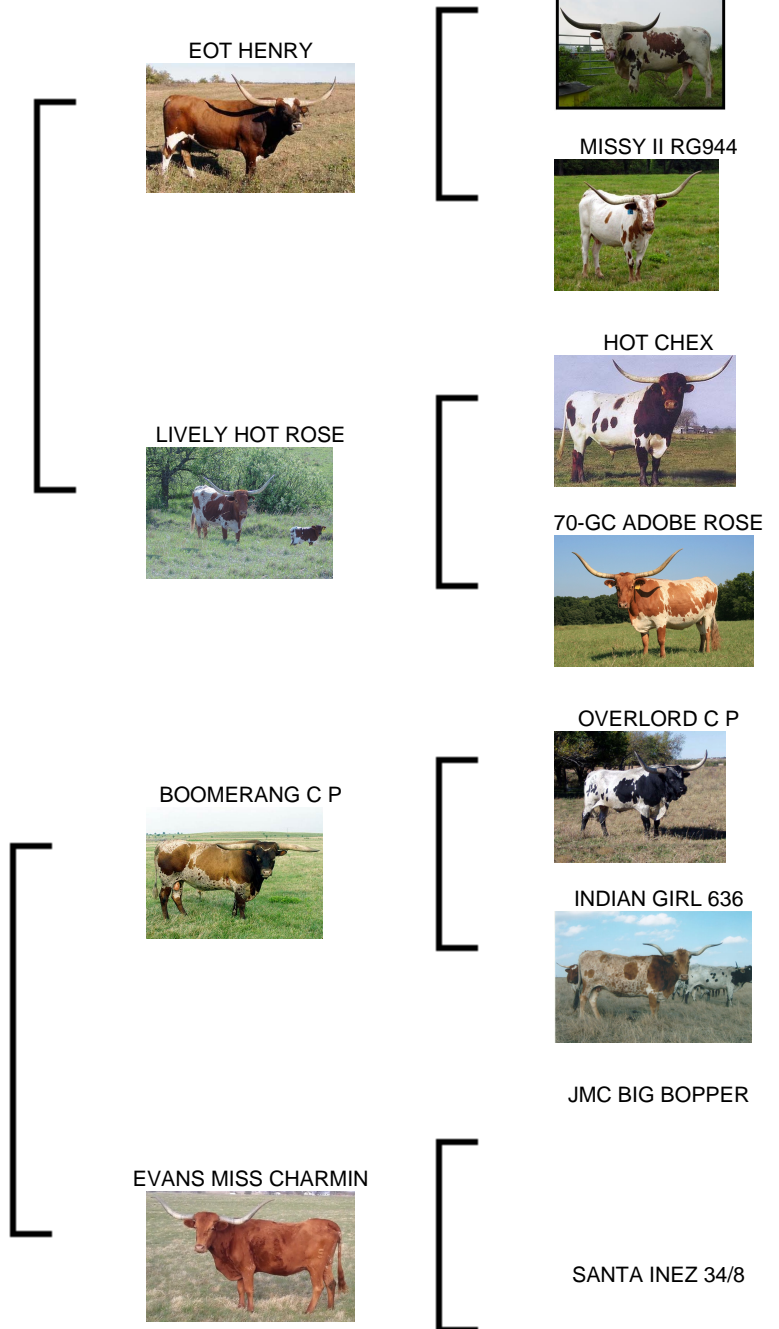 EOT HENRY
MISSY II RG944
HOT CHEX
LIVELY HOT ROSE
70-GC ADOBE ROSE
OVERLORD C P
BOOMERANG C P
INDIAN GIRL 636
JMC BIG BOPPER
EVANS MISS CHARMIN
SANTA INEZ 34/8